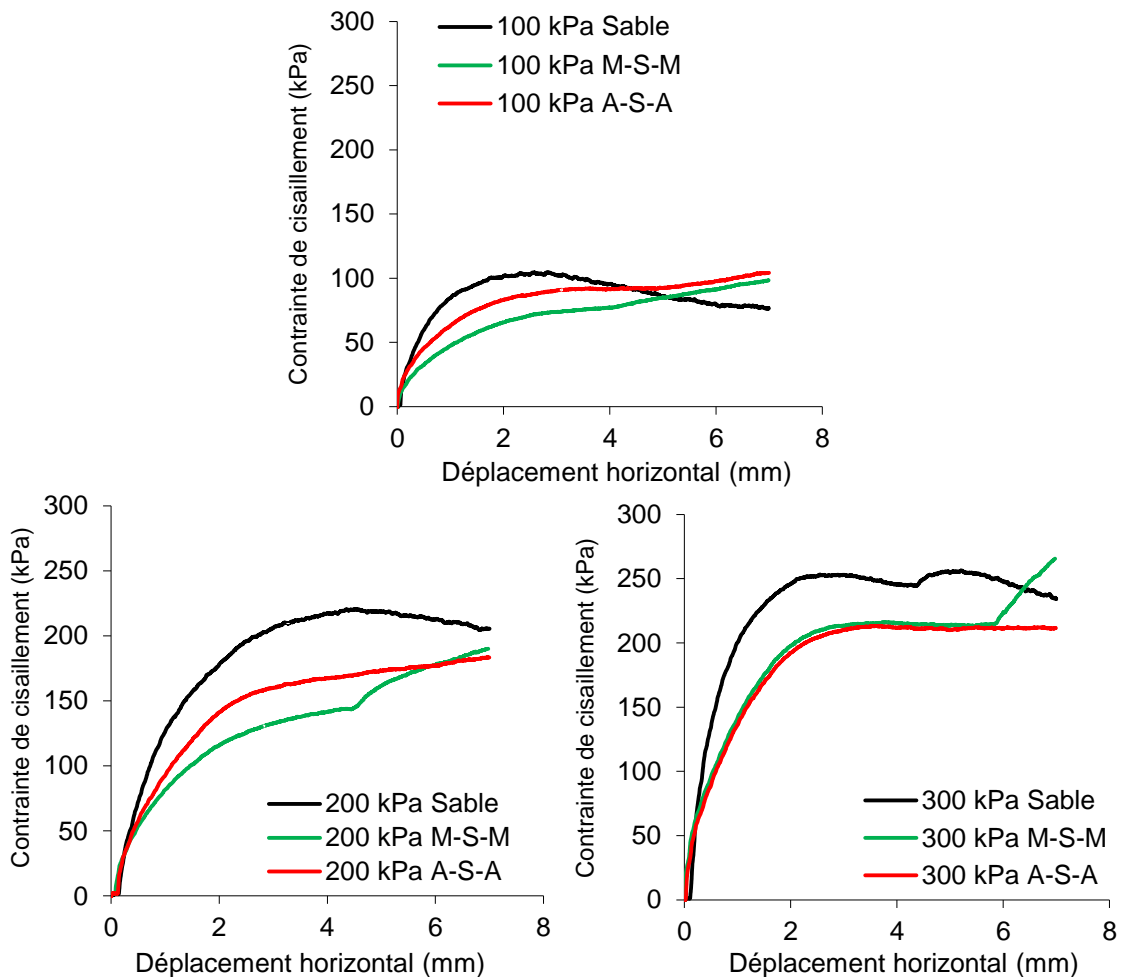 300
250
200
150
100
50
0
Contrainte de cisaillement (kPa)
100 kPa Sable
100 kPa M-S-M
100 kPa A-S-A
0 2 4 6 8
Déplacement horizontal (mm)
300
250
200
150
100
50
0
Contrainte de cisaillement (kPa)
200 kPa Sable
200 kPa M-S-M
200 kPa A-S-A
0 2 4 6 8
Déplacement horizontal (mm)
300
250
200
150
100
50
0
Contrainte de cisaillement (kPa)
300 kPa Sable
300 kPa M-S-M
300 kPa A-S-A
0 2 4 6 8
Déplacement horizontal (mm)